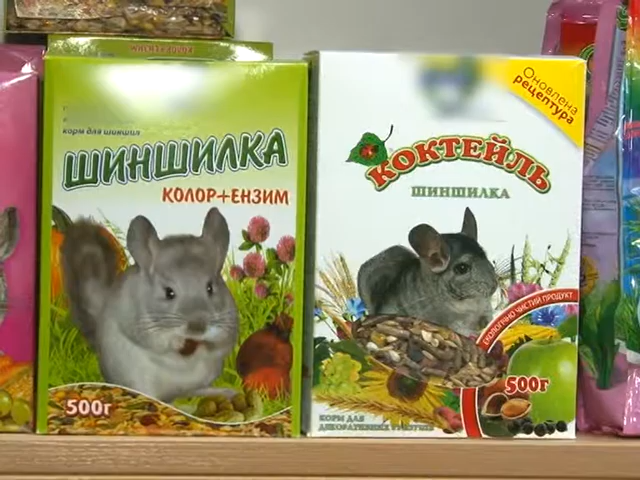 корм для шиншил
ШИНШИЛКА
КОЛОР+ЕНЗИМ
500г
Оновлена
рецептура
КОКТЕЙЛЬ
ШИНШИЛКА
ЕКОЛОГІЧНО ЧИСТИЙ ПРОДУКТ
500г
КОРМ ДЛЯ
ДЕКОРАТИВНИХ ГРИЗУНІВ